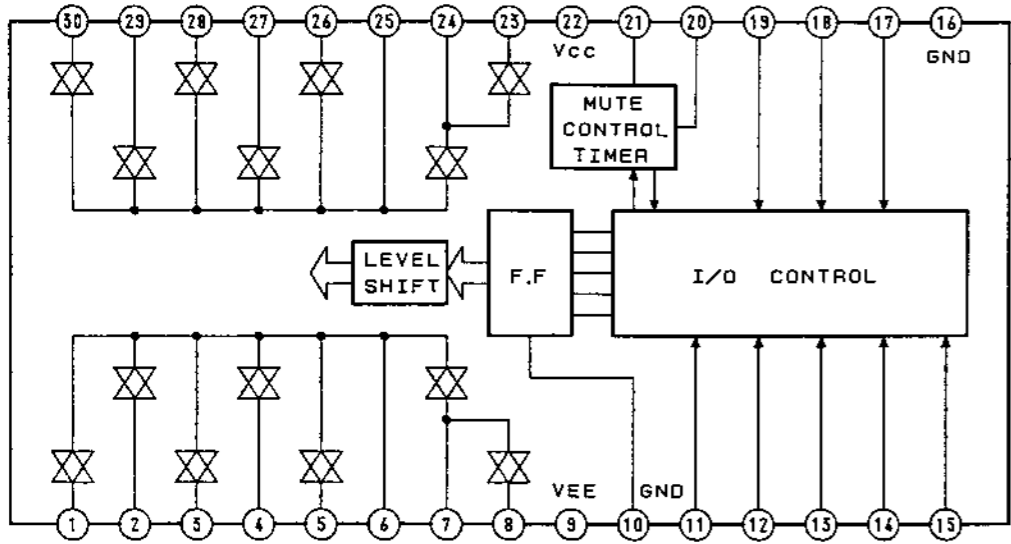 30 29 28 27 26 25 24 23 22 21 20 19 18 17 16
VCC
GND
MUTE
CONTROL
TIMER
LEVEL
SHIFT
F.F
I/O CONTROL
VEE
GND
1 2 3 4 5 6 7 8 9 10 11 12 13 14 15